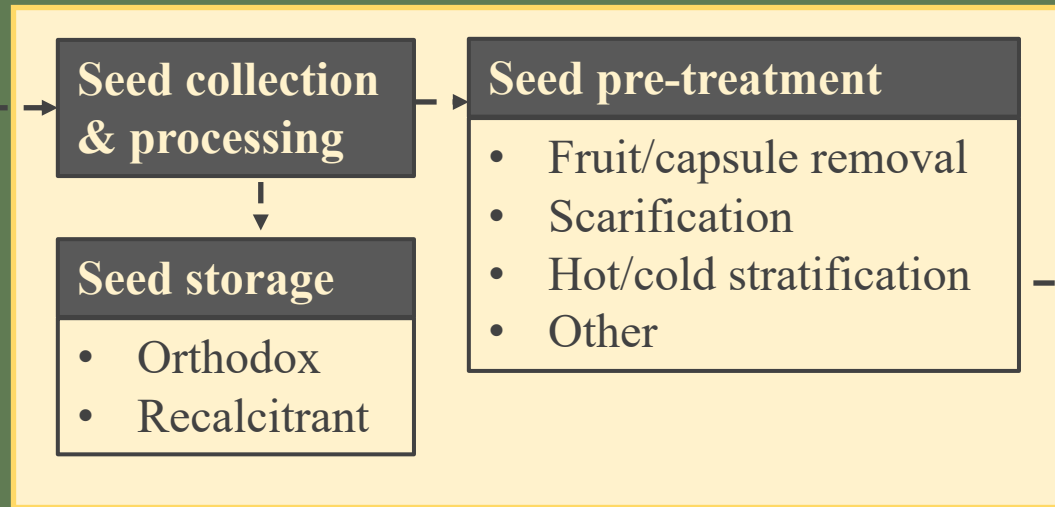 Seed collection
& processing
Seed storage
• Orthodox
• Recalcitrant
Seed pre-treatment
• Fruit/capsule removal
• Scarification
• Hot/cold stratification
• Other